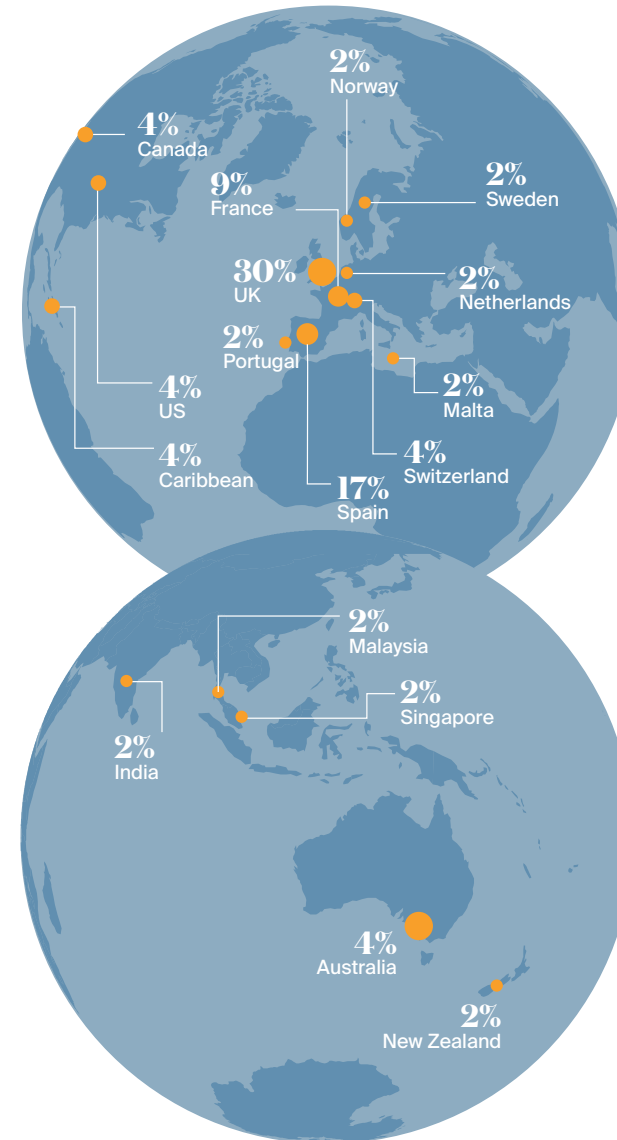 2%
Norway
4%
Canada
9%
France
2%
Sweden
30%
UK
2%
Netherlands
2%
Portugal
4%
US
2%
Malta
4%
Caribbean
4%
Switzerland
17%
Spain
2%
Malaysia
2%
Singapore
2%
India
4%
Australia
2%
New Zealand